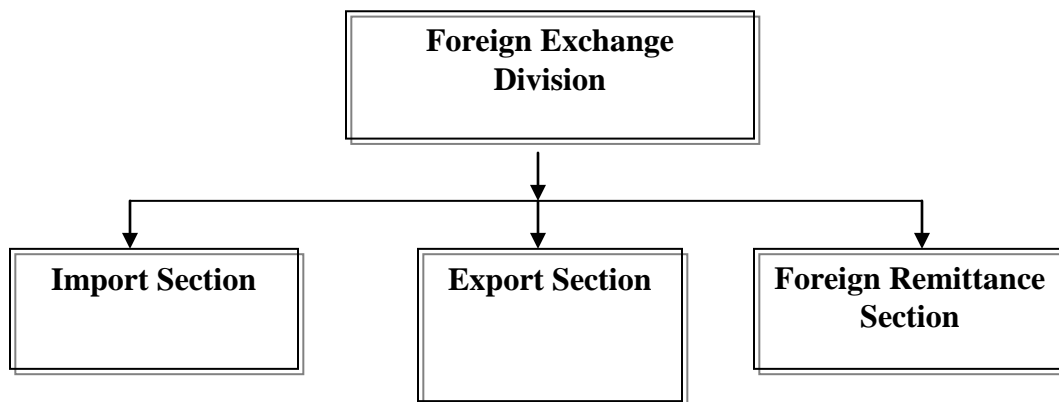 Foreign Exchange
Division
Import Section
Export Section
Foreign Remittance
Section